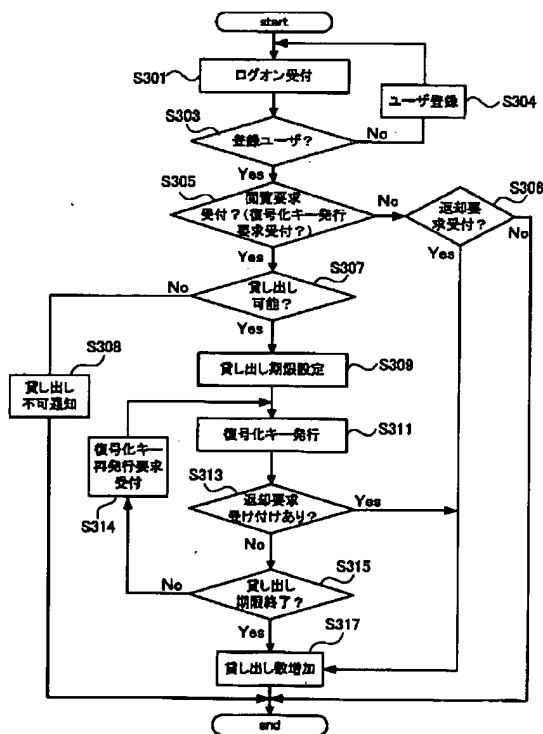 start
S301
ログオン受付
ユーザ登録
S304
S303
登録ユーザ？
No
Yes
S305
閲覧要求
受付？(復号化キー発行
要求受付？)
No
S306
返却要
求受付？
No
Yes
Yes
S307
貸し出し
可能？
No
Yes
S308
貸し出し
不可通知
貸し出し期限設定
S309
復号化キー発行
S311
復号化キー
再発行要求
受付
S314
S313
返却要求
受け付けあり？
Yes
No
S315
貸し出し
期限終了？
No
Yes
S317
貸し出し数増加
end